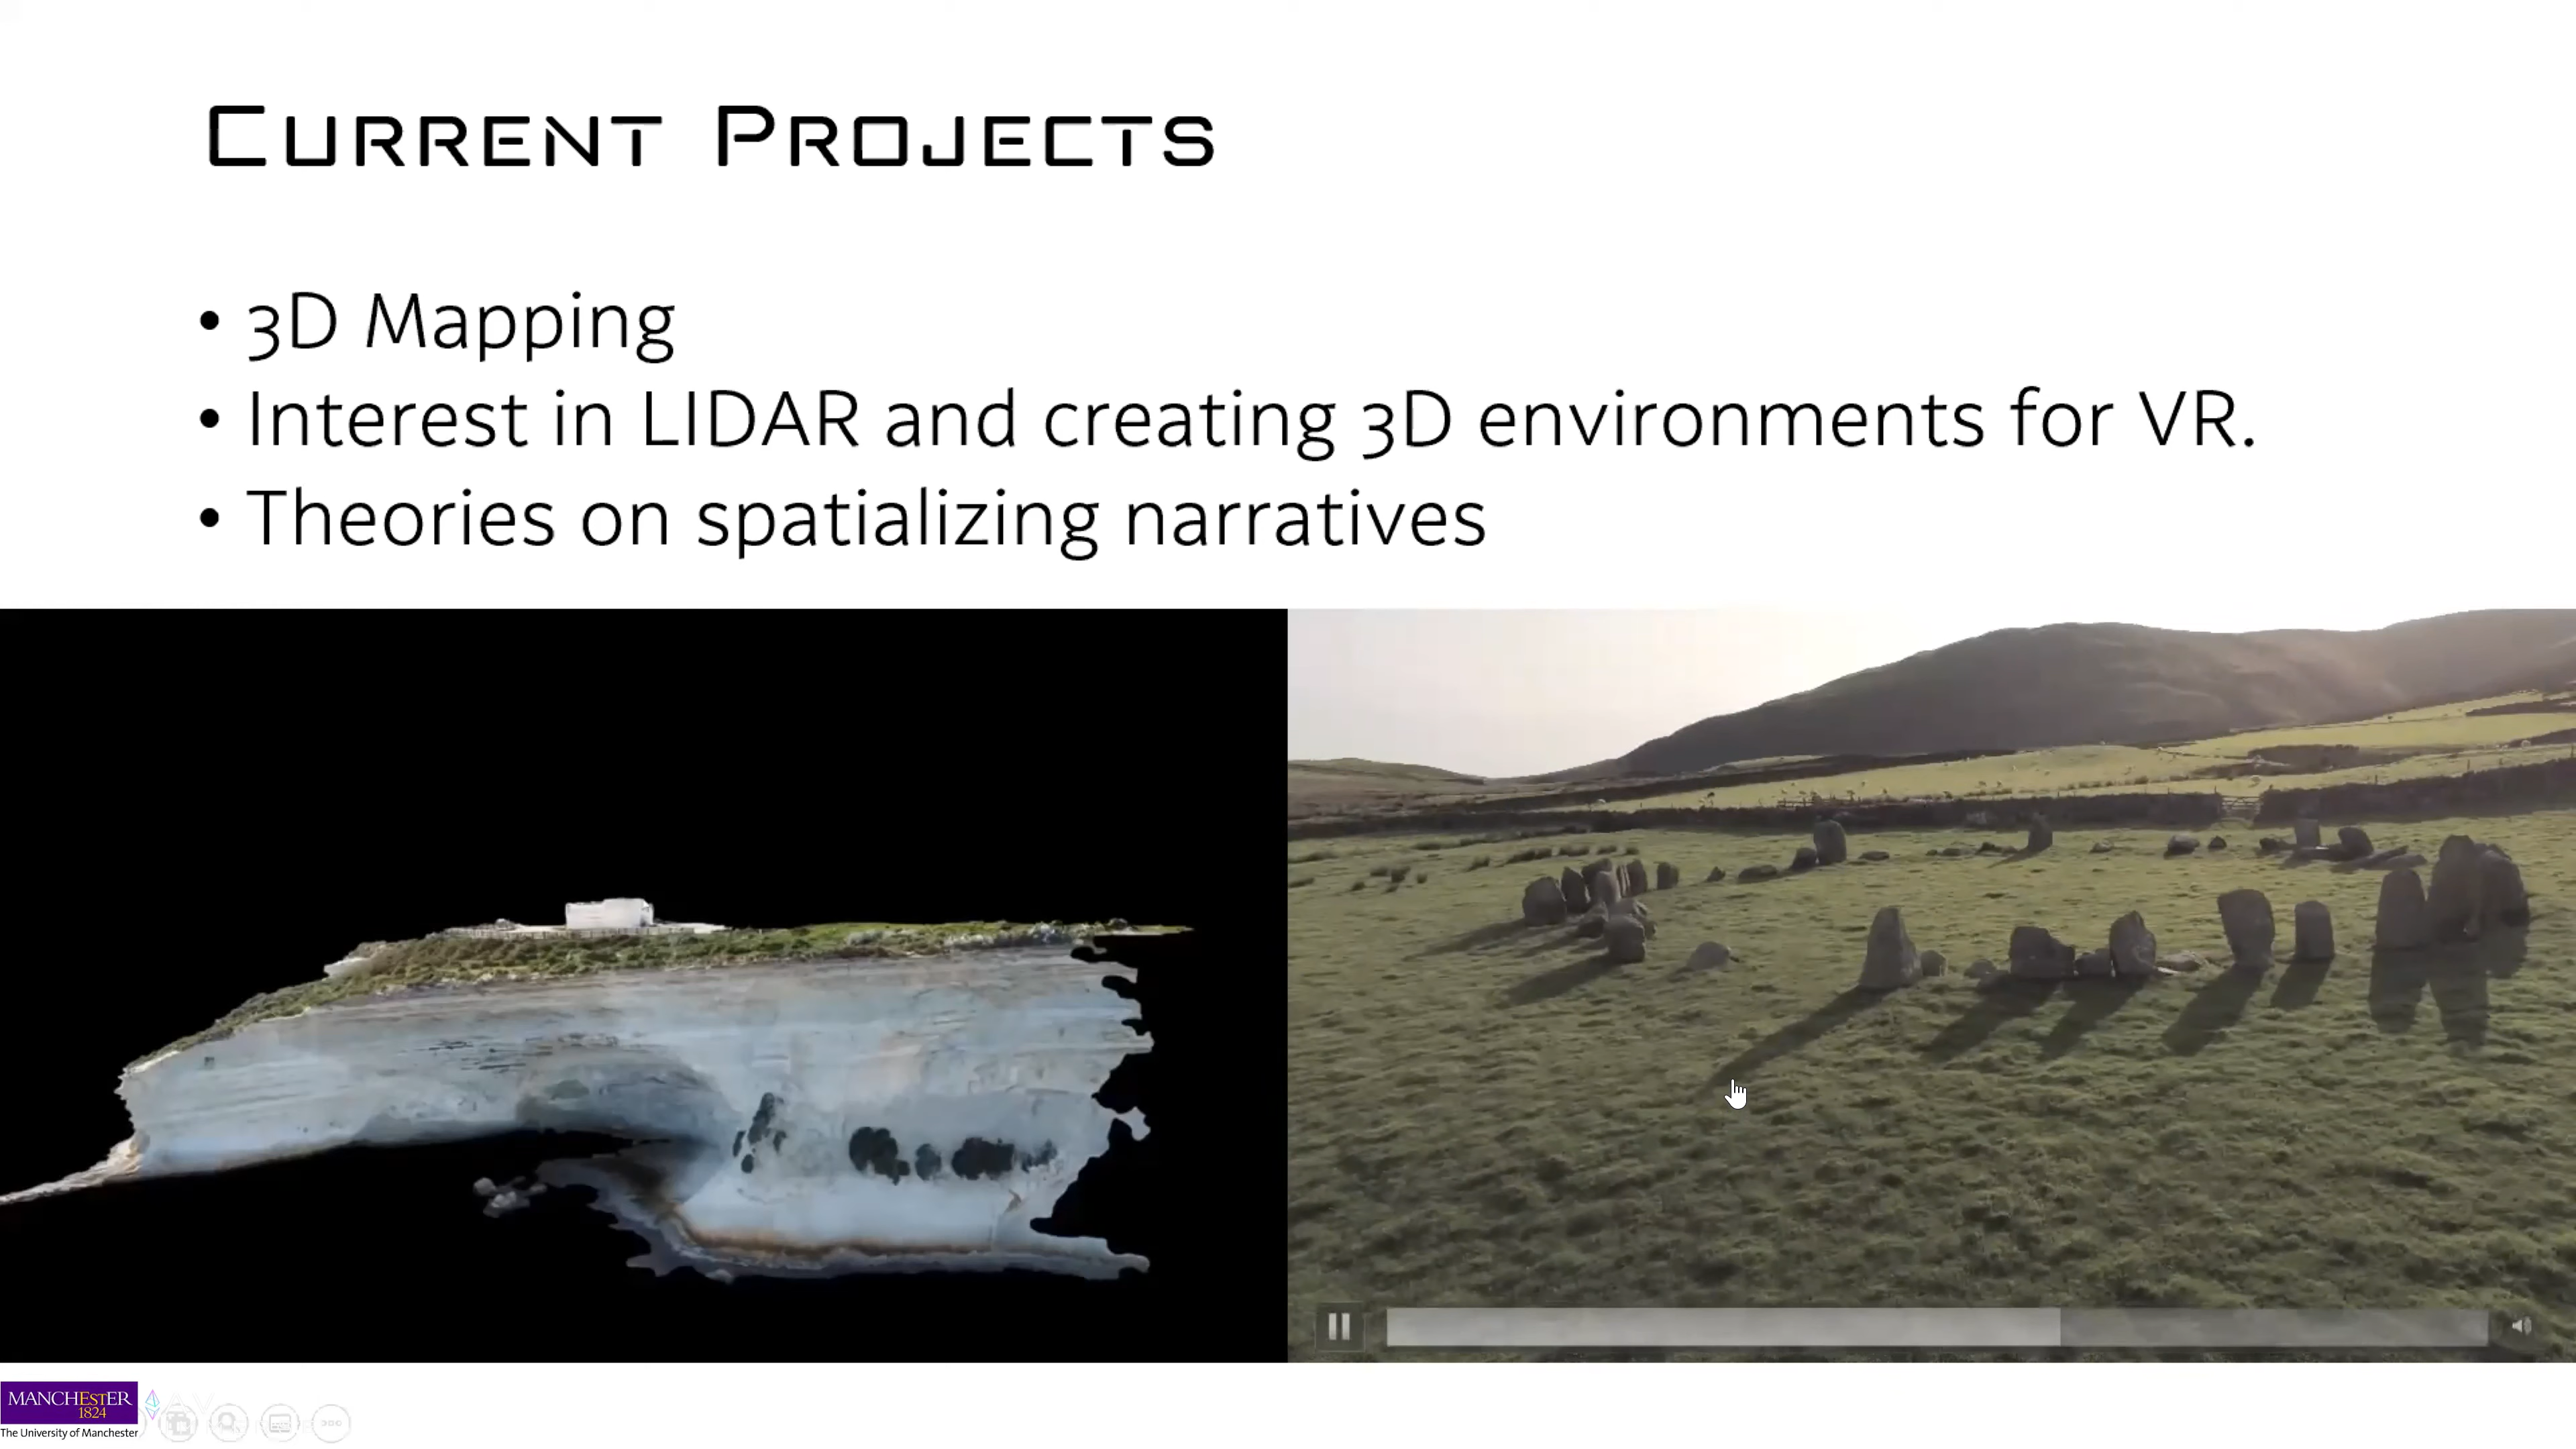 Current Projects
• 3D Mapping
• Interest in LIDAR and creating 3D environments for VR.
• Theories on spatializing narratives
MANCHESTER
1824
The University of Manchester